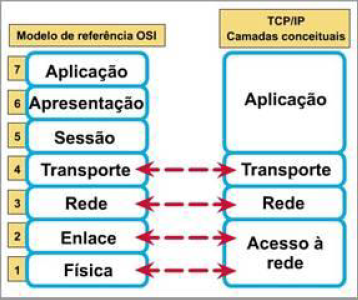 Modelo de referência OSI
TCP/IP
Camadas conceituais
7 Aplicação
6 Apresentação
5 Sessão
4 Transporte
3 Rede
2 Enlace
1 Física
Aplicação
Transporte
Rede
Acesso à
rede